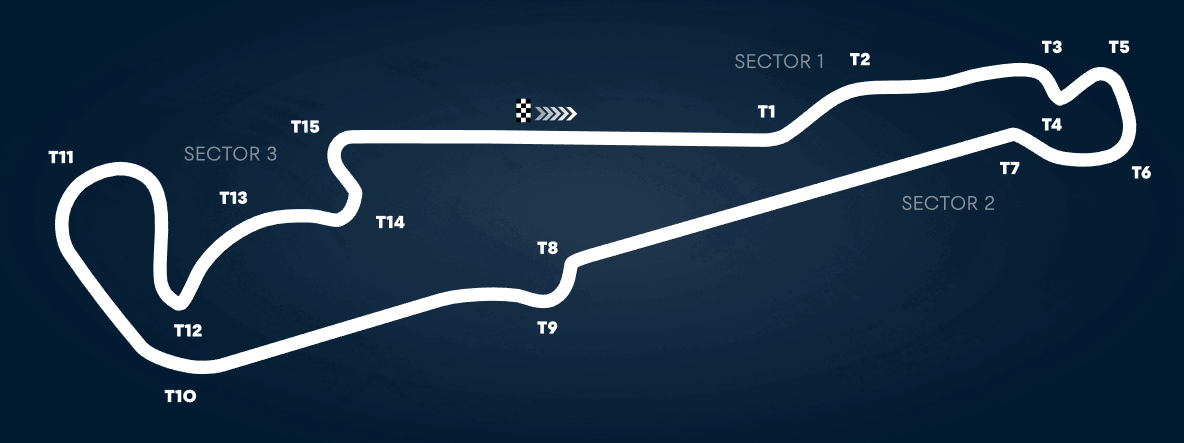 T3
T5
SECTOR 1
T2
T1
T4
T15
SECTOR 3
T11
T7
T6
T13
SECTOR 2
T14
T8
T12
T9
T10